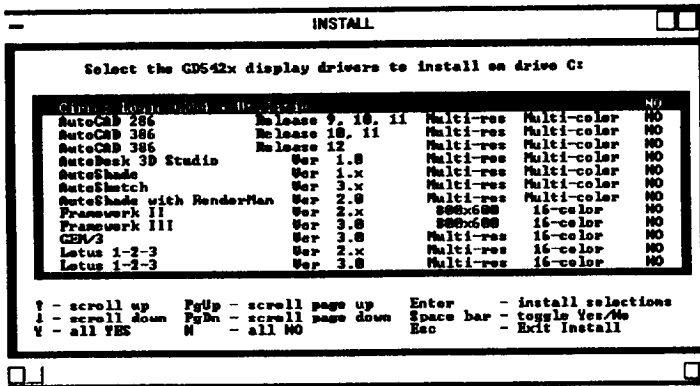 INSTALL
Select the GD542x display drivers to install on drive C:
Cirrus Logic - Utilities NO
AutoCAD 286 Release 9, 10, 11 Multi-res Multi-color NO
AutoCAD 386 Release 10, 11 Multi-res Multi-color NO
AutoCAD 386 Release 12 Multi-res Multi-color NO
AutoDesk 3D Studio Ver 1.0 Multi-res Multi-color NO
AutoShade Ver 1.x Multi-res Multi-color NO
AutoSketch Ver 3.x Multi-res Multi-color NO
AutoShade with RenderMan Ver 2.0 Multi-res Multi-color NO
Framework II Ver 2.x 800x600 16-color NO
Framework III Ver 3.0 800x600 16-color NO
GEM/3 Ver 3.0 Multi-res 16-color NO
Lotus 1-2-3 Ver 2.x Multi-res 16-color NO
Lotus 1-2-3 Ver 3.0 Multi-res 16-color NO
↑ - scroll up PgUp - scroll page up Enter - install selections
↓ - scroll down PgDn - scroll page down Space bar - toggle Yes/No
Y - all YES N - all NO Esc - Exit Install